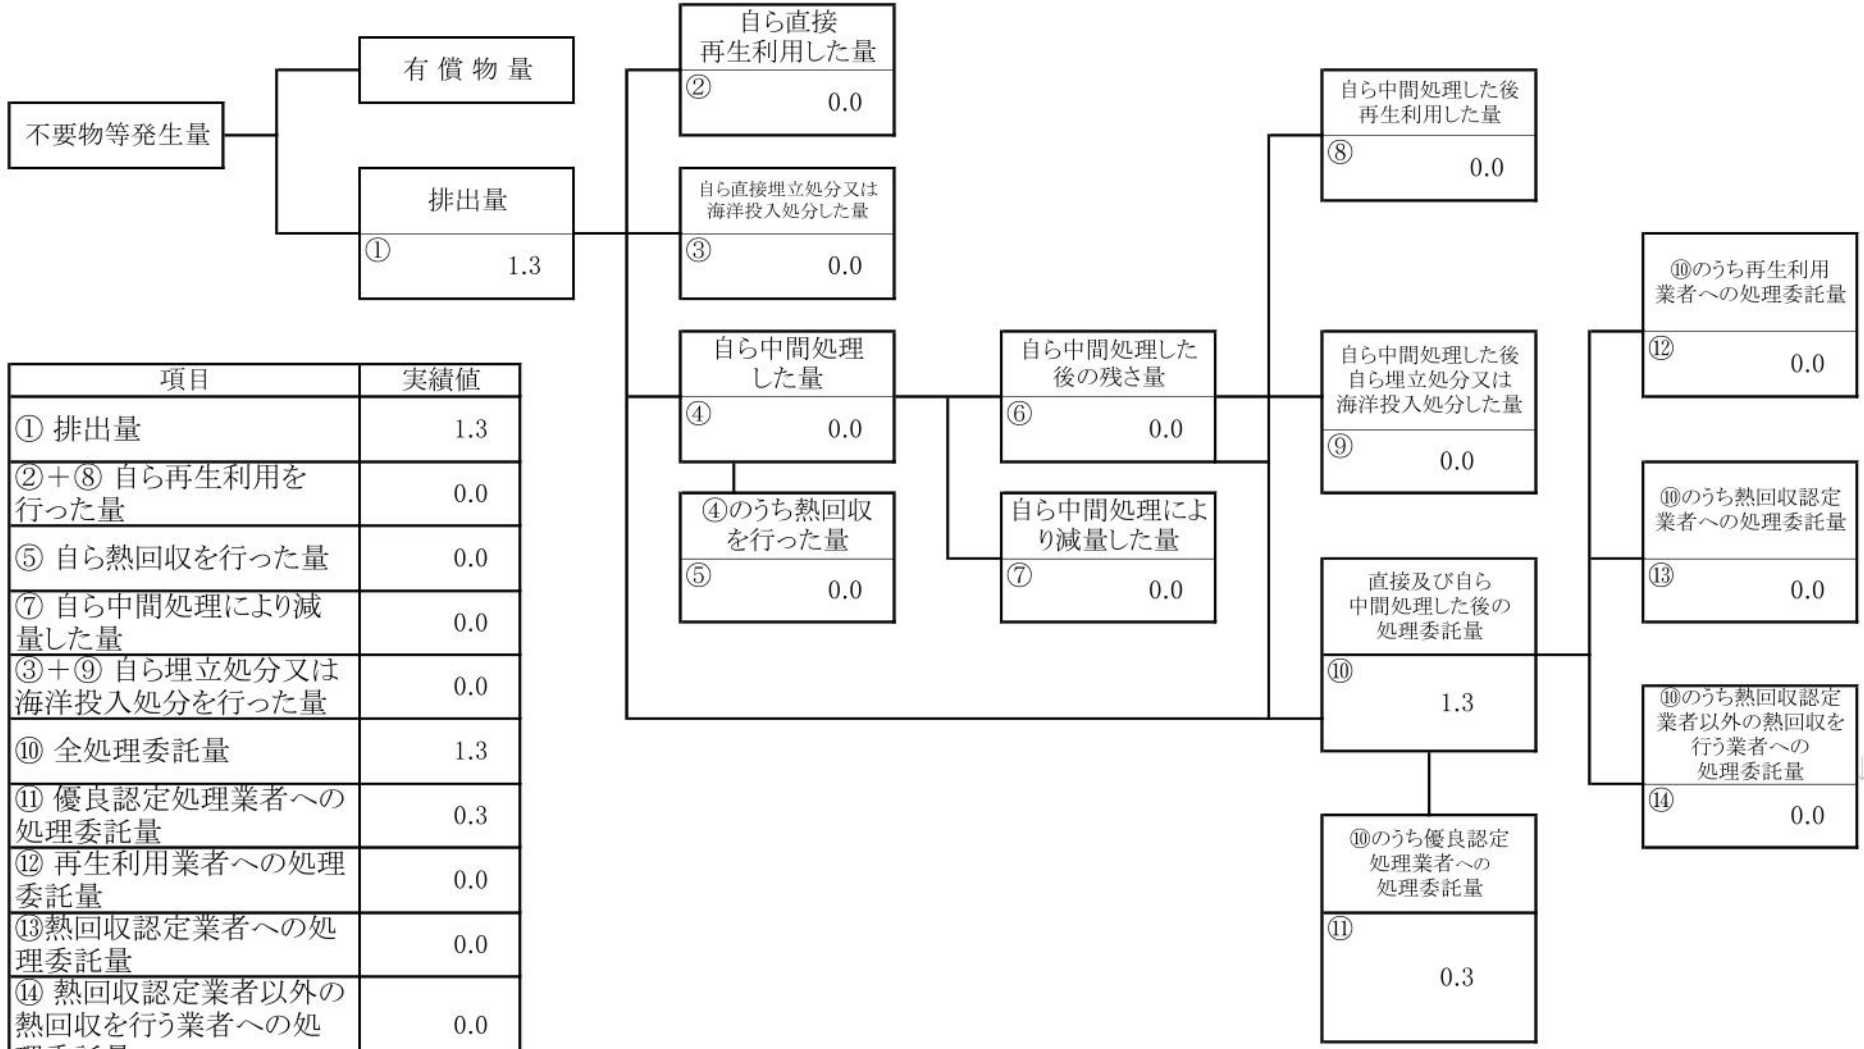 不要物等発生量
有 償 物 量
排出量
①
1.3
自ら直接
再生利用した量
②
0.0
自ら直接埋立処分又は
海洋投入処分した量
③
0.0
自ら中間処理
した量
④
0.0
④のうち熱回収
を行った量
⑤
0.0
自ら中間処理した
後の残さ量
⑥
0.0
自ら中間処理によ
り減量した量
⑦
0.0
自ら中間処理した後
再生利用した量
⑧
0.0
自ら中間処理した後
自ら埋立処分又は
海洋投入処分した量
⑨
0.0
直接及び自ら
中間処理した後の
処理委託量
⑩
1.3
⑩のうち優良認定
処理業者への
処理委託量
⑪
0.3
⑩のうち再生利用
業者への処理委託量
⑫
0.0
⑩のうち熱回収認定
業者への処理委託量
⑬
0.0
⑩のうち熱回収認定
業者以外の熱回収を
行う業者への
処理委託量
⑭
0.0
項目 実績値
① 排出量 1.3
②＋⑧ 自ら再生利用を
行った量 0.0
⑤ 自ら熱回収を行った量 0.0
⑦ 自ら中間処理により減
量した量 0.0
③＋⑨ 自ら埋立処分又は
海洋投入処分を行った量 0.0
⑩ 全処理委託量 1.3
⑪ 優良認定処理業者への
処理委託量 0.3
⑫ 再生利用業者への処理
委託量 0.0
⑬熱回収認定業者への処
理委託量 0.0
⑭ 熱回収認定業者以外の
熱回収を行う業者への処 0.0